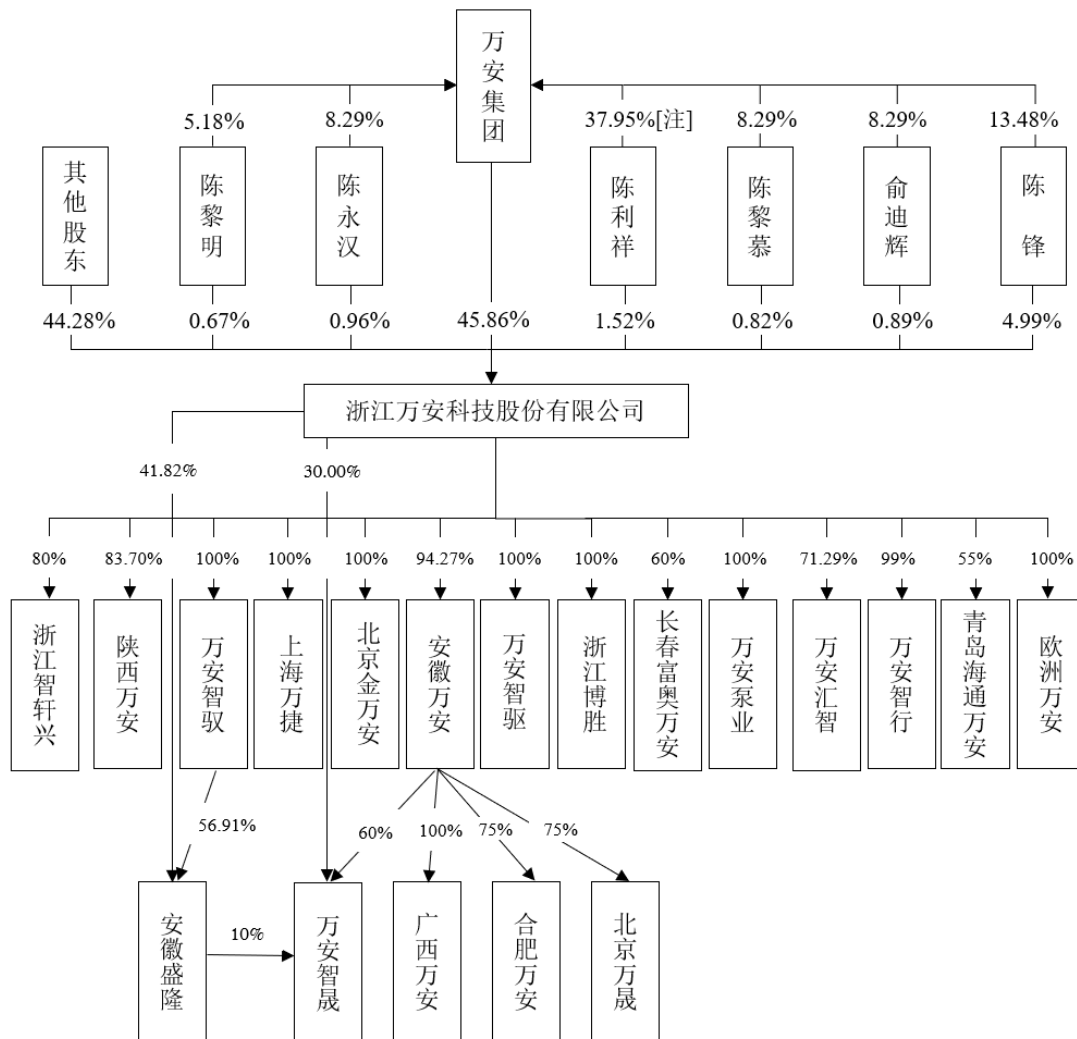 万安集团
5.18%
8.29%
37.95%[注]
8.29%
8.29%
13.48%
其他股东
陈黎明
陈永汉
陈利祥
陈黎慕
俞迪辉
陈锋
44.28%
0.67%
0.96%
45.86%
1.52%
0.82%
0.89%
4.99%
浙江万安科技股份有限公司
41.82%
30.00%
80%
83.70%
100%
100%
100%
94.27%
100%
100%
60%
100%
71.29%
99%
55%
100%
浙江智轩兴
陕西万安
万安智驭
上海万捷
北京金万安
安徽万安
万安智驱
浙江博胜
长春富奥万安
万安泵业
万安汇智
万安智行
青岛海通万安
欧洲万安
56.91%
60%
100%
75%
75%
安徽盛隆
10%
万安智晟
广西万安
合肥万安
北京万晟